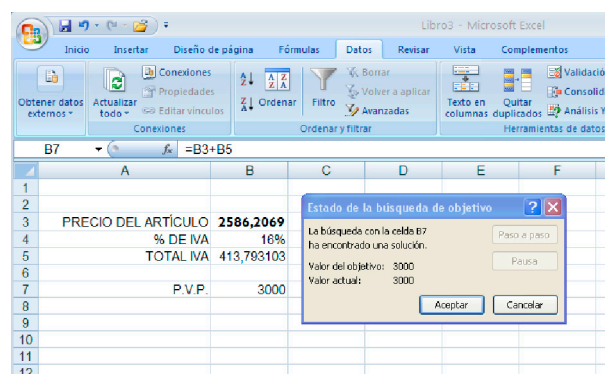 Libro3 - Microsoft Excel
Inicio Insertar Diseño de página Fórmulas Datos Revisar Vista Complementos
Obtener datos externos
Actualizar todo
Conexiones
Propiedades
Editar vínculos
Conexiones
Ordenar
Filtro
Borrar
Volver a aplicar
Avanzadas
Ordenar y filtrar
Texto en columnas
Quitar duplicados
Validació
Consolid
Análisis Y
Herramientas de datos
B7 fx =B3+B5
A B C D E F
1
2
3 PRECIO DEL ARTÍCULO 2586,2069
4 % DE IVA 16%
5 TOTAL IVA 413,793103
6
7 P.V.P. 3000
8
9
10
11
12
Estado de la búsqueda de objetivo
La búsqueda con la celda B7
ha encontrado una solución.
Valor del objetivo: 3000
Valor actual: 3000
Paso a paso
Pausa
Aceptar Cancelar